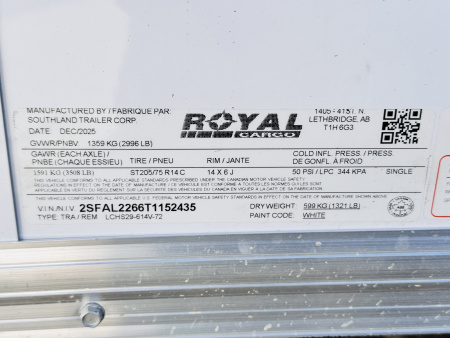 MANUFACTURED BY / FABRIQUE PAR:
SOUTHLAND TRAILER CORP.
DATE: DEC/2025
GVWR/PNBV: 1359 KG (2996 LB)
ROYAL
CARGO
1405 - 41ST. N.
LETHBRIDGE, AB
T1H 6G3
GAWR (EACH AXLE) /
PNBE (CHAQUE ESSIEU) TIRE / PNEU RIM / JANTE COLD INFL. PRESS / PRESS. DE GONFL. A FROID
1591 KG (3508 LB) ST205/75 R14 C 14 X 6 J 50 PSI / LPC 344 KPA SINGLE
V.I.N./N.I.V. 2SFAL2266T1152435 DRY WEIGHT: 599 KG (1321 LB)
TYPE: TRA / REM LCHS29-614V-72 PAINT CODE: WHITE